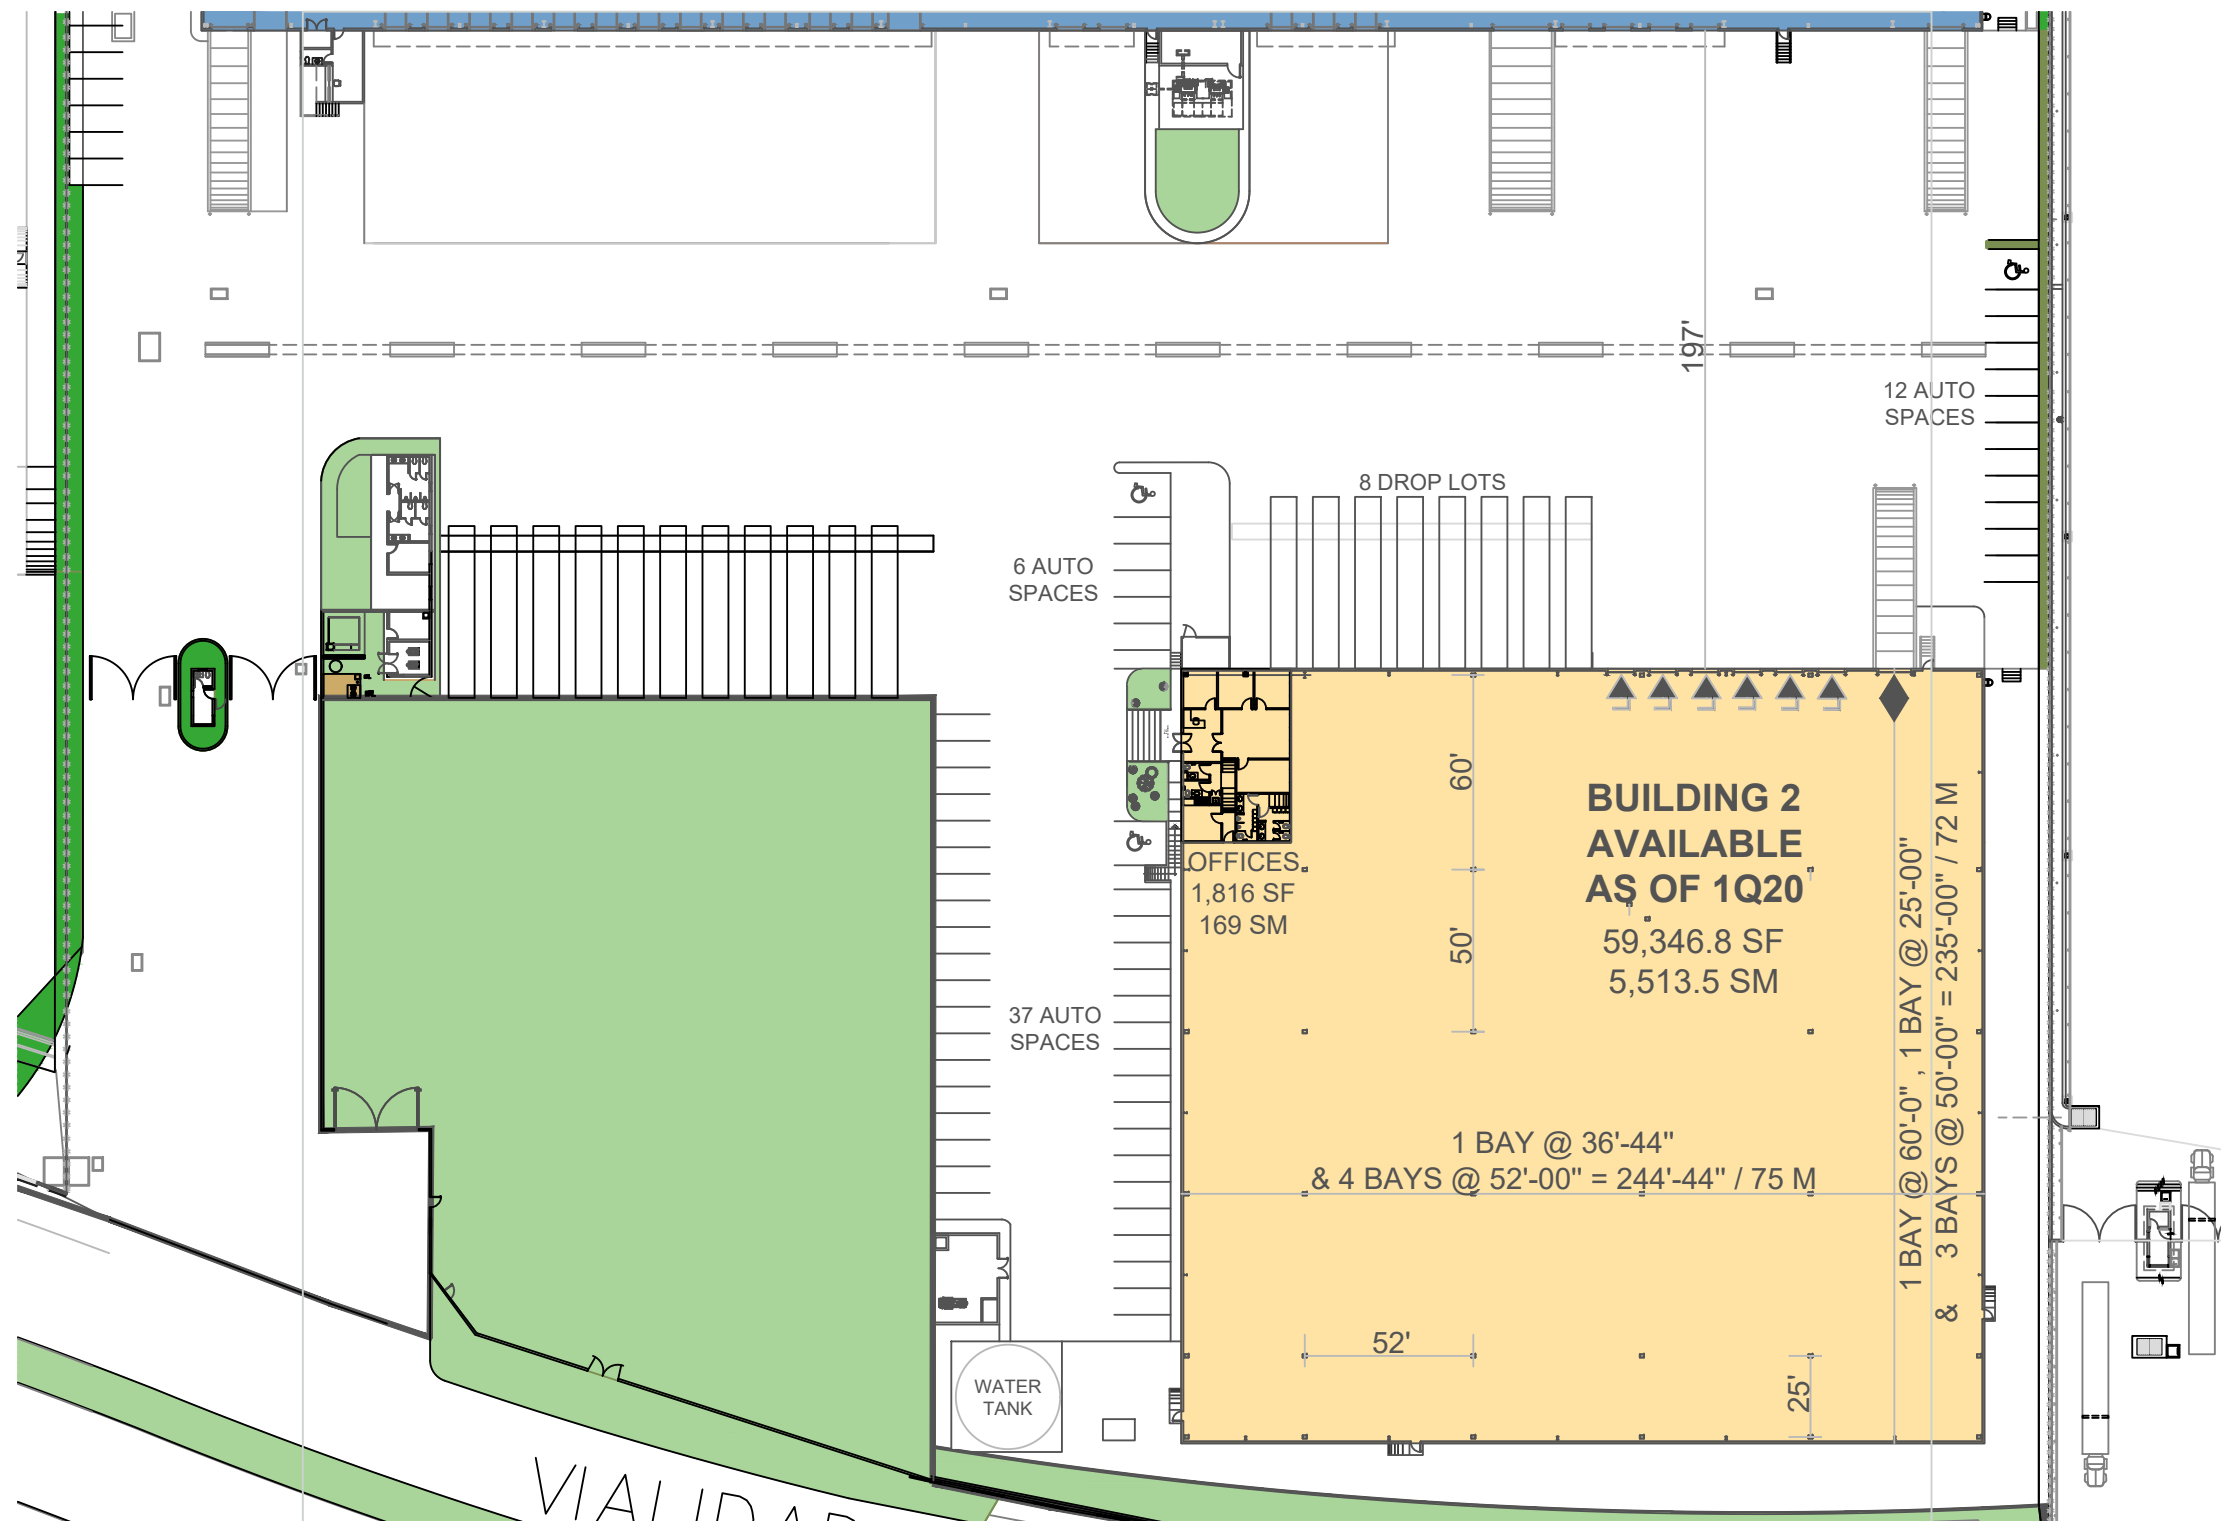 197'
12 AUTO
SPACES
8 DROP LOTS
6 AUTO
SPACES
60'
BUILDING 2
AVAILABLE
AS OF 1Q20
59,346.8 SF
5,513.5 SM
OFFICES
1,816 SF
169 SM
50'
37 AUTO
SPACES
1 BAY @ 60'-0" , 1 BAY @ 25'-00"
& 3 BAYS @ 50'-00" = 235'-00" / 72 M
1 BAY @ 36'-44"
& 4 BAYS @ 52'-00" = 244'-44" / 75 M
52'
25'
WATER
TANK